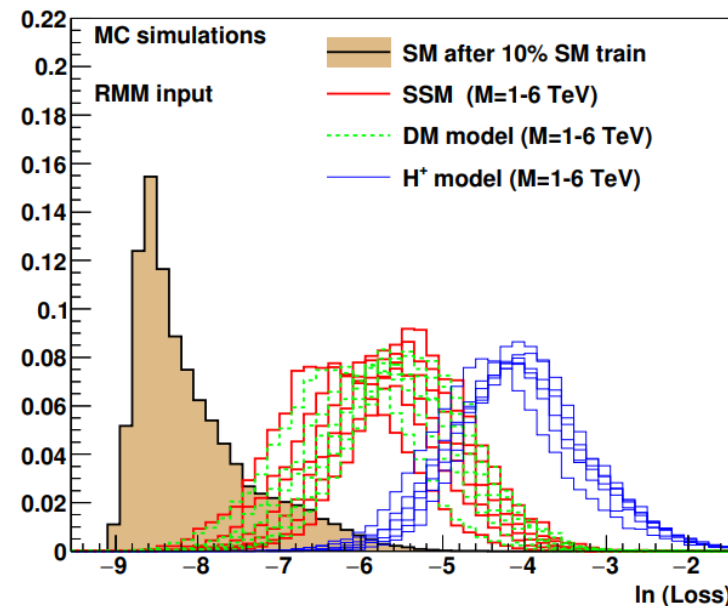 0.22
0.2
0.18
0.16
0.14
0.12
0.1
0.08
0.06
0.04
0.02
0
MC simulations
RMM input
SM after 10% SM train
SSM (M=1-6 TeV)
DM model (M=1-6 TeV)
H⁺ model (M=1-6 TeV)
−9 −8 −7 −6 −5 −4 −3 −2
ln (Loss)